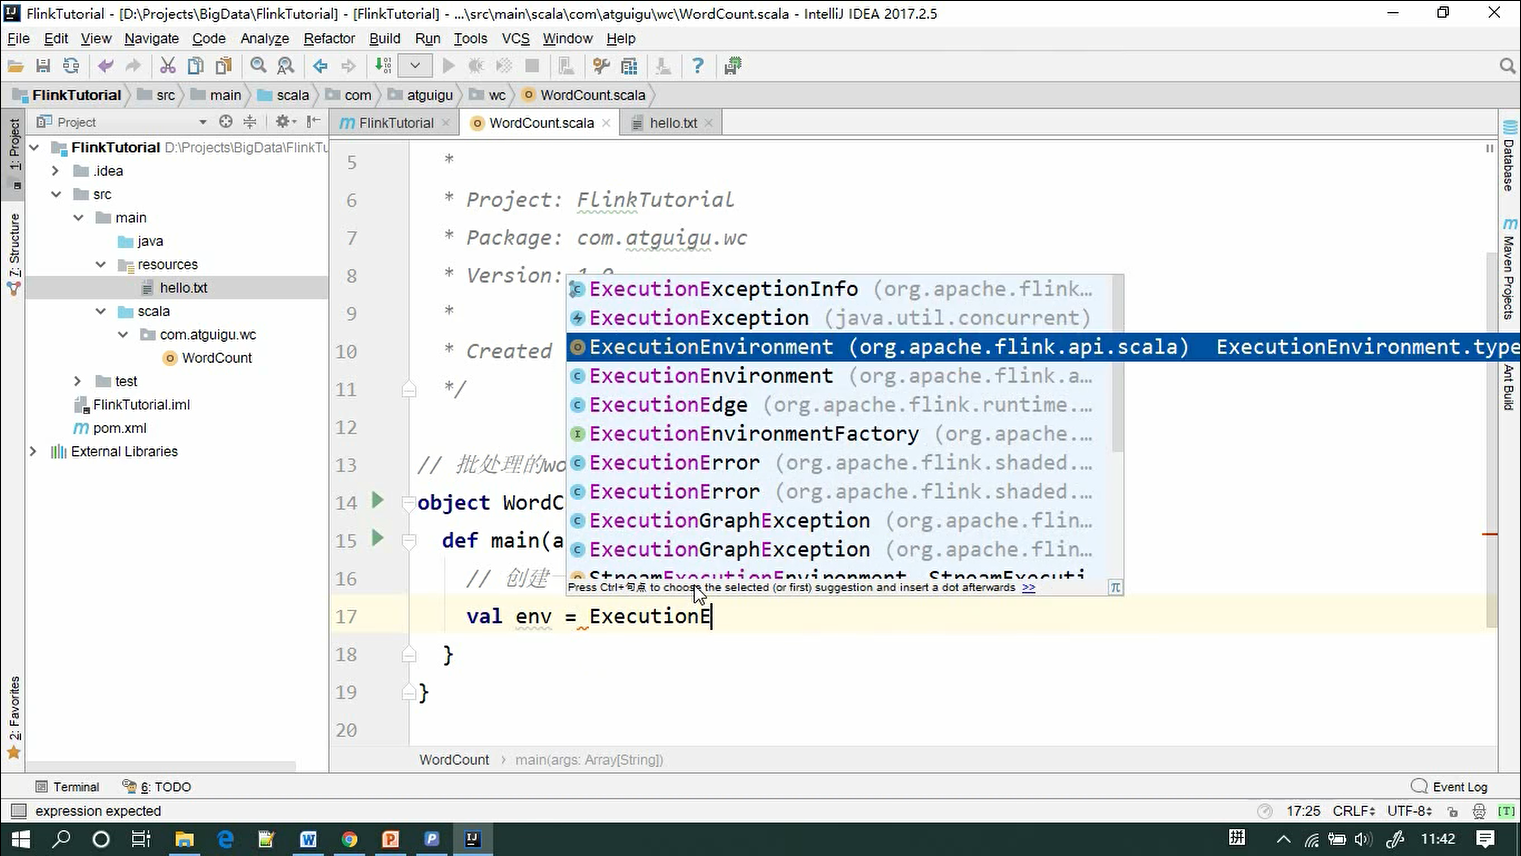 FlinkTutorial - [D:\Projects\BigData\FlinkTutorial] - [FlinkTutorial] - ...\src\main\scala\com\atguigu\wc\WordCount.scala - IntelliJ IDEA 2017.2.5
File Edit View Navigate Code Analyze Refactor Build Run Tools VCS Window Help
FlinkTutorial src main scala com atguigu wc WordCount.scala
Project
FlinkTutorial WordCount.scala hello.txt
FlinkTutorial D:\Projects\BigData\FlinkTu
.idea
src
main
java
resources
hello.txt
scala
com.atguigu.wc
WordCount
test
FlinkTutorial.iml
pom.xml
External Libraries
1: Project
7: Structure
2: Favorites
5 *
6 * Project: FlinkTutorial
7 * Package: com.atguigu.wc
8 * Version: 1.0
9 *
10 * Created
11 */
12
13 // 批处理的wo
14 object WordC
15 def main(a
16 // 创建一
17 val env = ExecutionE
18 }
19 }
20
ExecutionExceptionInfo (org.apache.flink…
ExecutionException (java.util.concurrent)
ExecutionEnvironment (org.apache.flink.api.scala) ExecutionEnvironment.type
ExecutionEnvironment (org.apache.flink.a…
ExecutionEdge (org.apache.flink.runtime.…
ExecutionEnvironmentFactory (org.apache.…
ExecutionError (org.apache.flink.shaded.…
ExecutionError (org.apache.flink.shaded.…
ExecutionGraphException (org.apache.flin…
ExecutionGraphException (org.apache.flin…
StreamExecutionEnvironment, StreamExecuti
Press Ctrl+句点 to choose the selected (or first) suggestion and insert a dot afterwards >>
π
Database
Maven Projects
Ant Build
WordCount main(args: Array[String])
Terminal 6: TODO Event Log
expression expected 17:25 CRLF UTF-8 [T]
拼 11:42